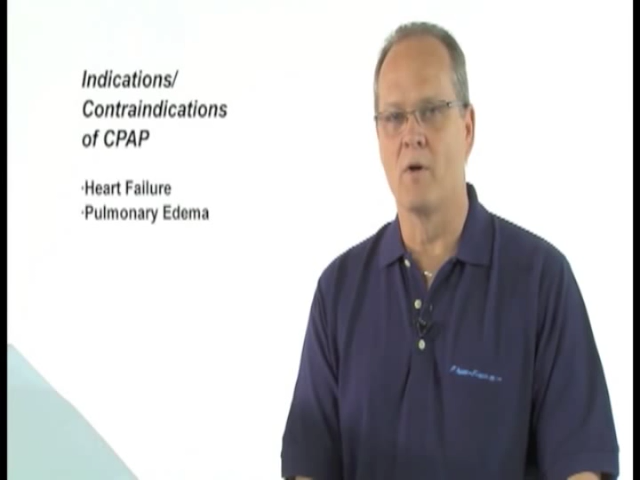 Indications/
Contraindications
of CPAP
·Heart Failure
·Pulmonary Edema